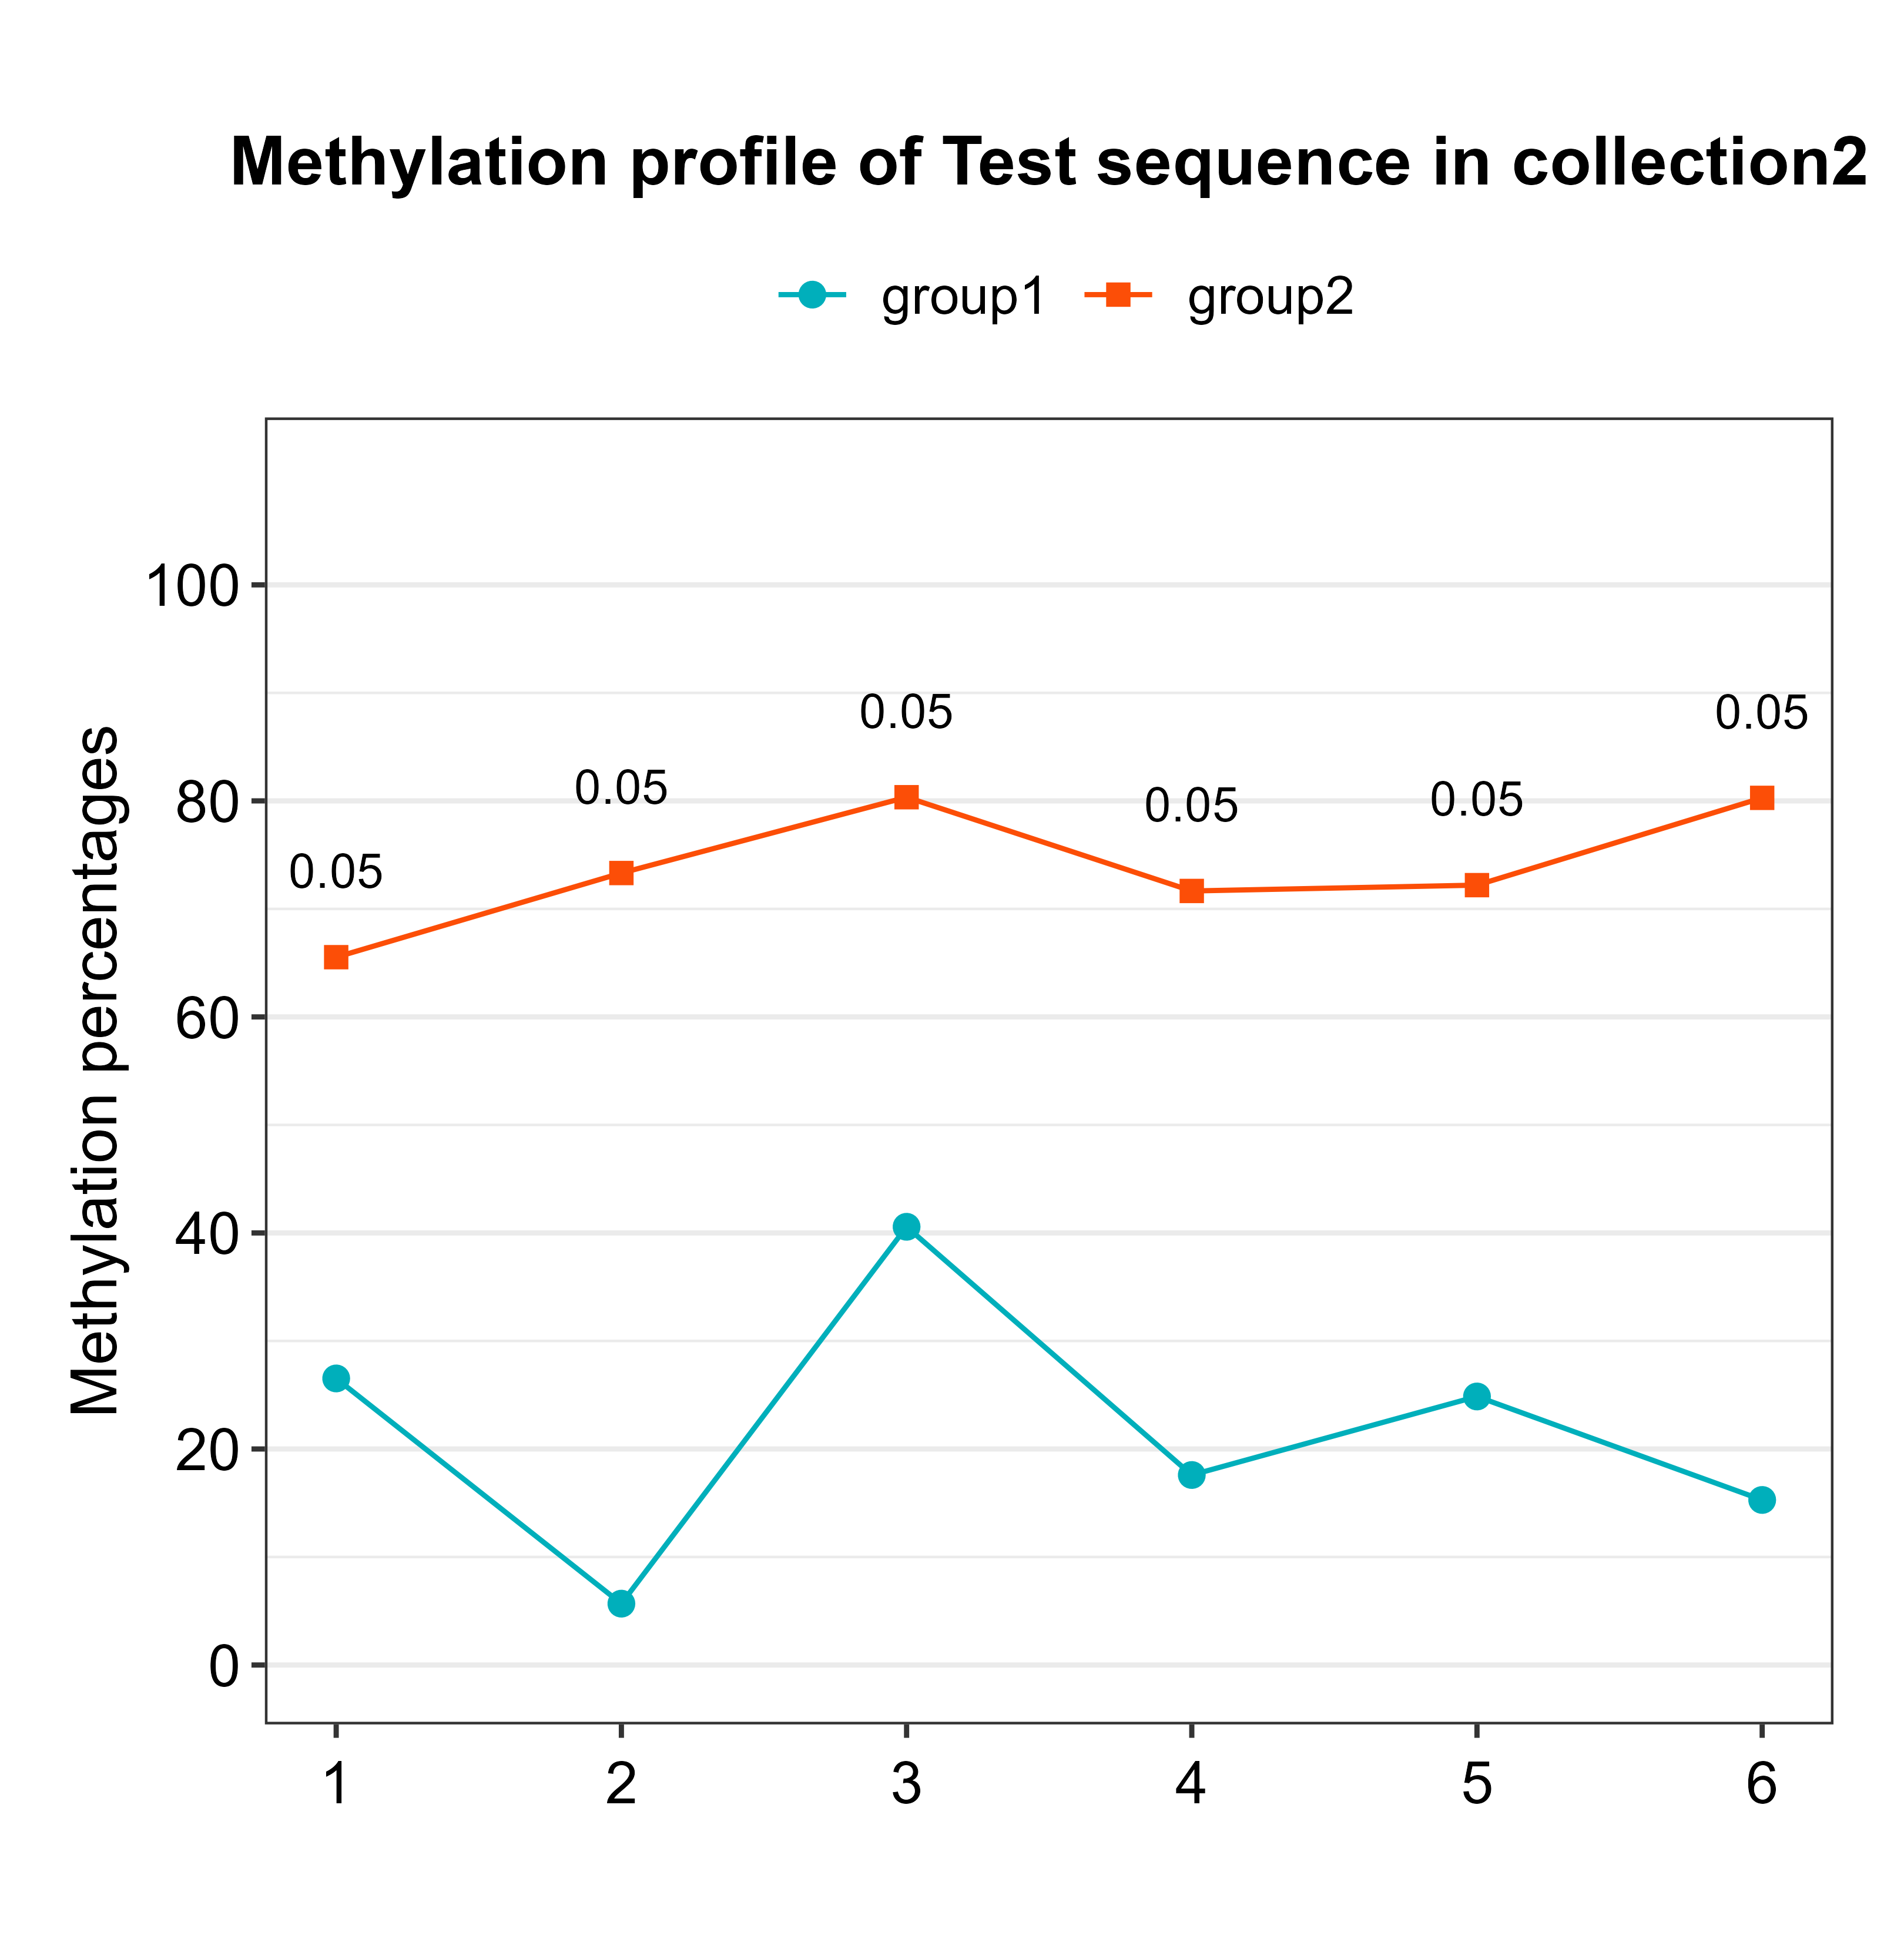 Methylation profile of Test sequence in collection2
group1 group2
Methylation percentages
100
80
60
40
20
0
0.05 0.05 0.05 0.05 0.05 0.05
1 2 3 4 5 6